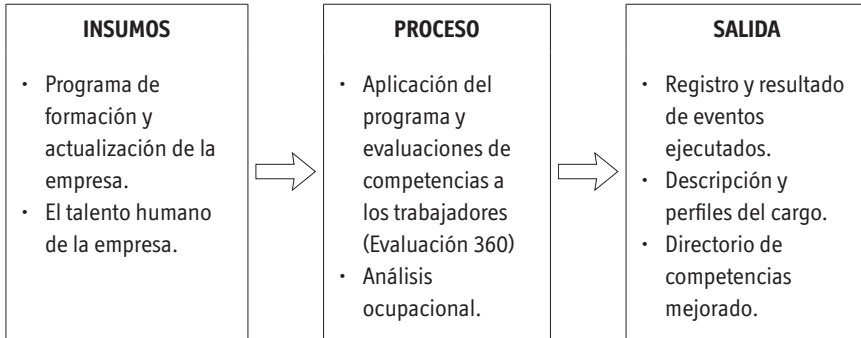 INSUMOS
• Programa de
formación y
actualización de la
empresa.
• El talento humano
de la empresa.
PROCESO
• Aplicación del
programa y
evaluaciones de
competencias a
los trabajadores
(Evaluación 360)
• Análisis
ocupacional.
SALIDA
• Registro y resultado
de eventos
ejecutados.
• Descripción y
perfiles del cargo.
• Directorio de
competencias
mejorado.